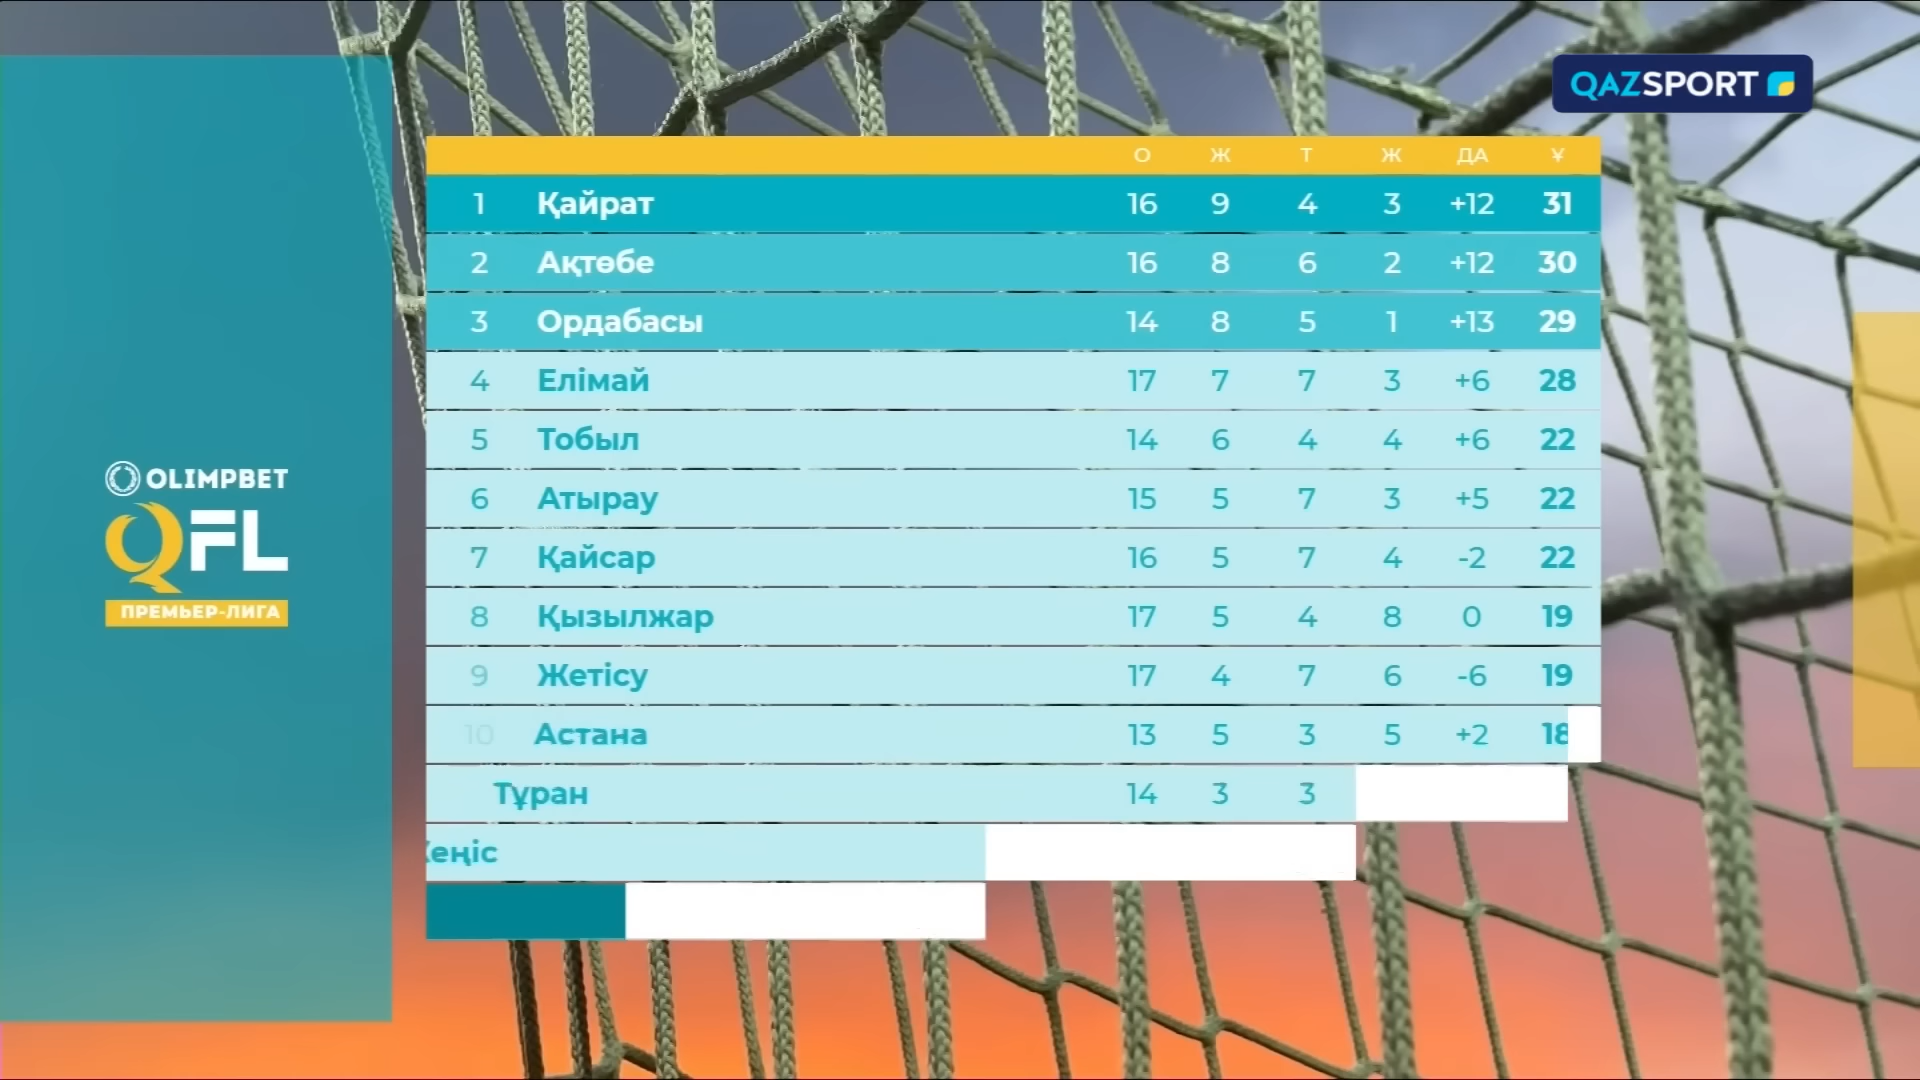 QAZSPORT
О Ж Т Ж ДА Ұ
1 Қайрат 16 9 4 3 +12 31
2 Ақтөбе 16 8 6 2 +12 30
3 Ордабасы 14 8 5 1 +13 29
4 Елімай 17 7 7 3 +6 28
5 Тобыл 14 6 4 4 +6 22
6 Атырау 15 5 7 3 +5 22
7 Қайсар 16 5 7 4 -2 22
8 Қызылжар 17 5 4 8 0 19
9 Жетісу 17 4 7 6 -6 19
10 Астана 13 5 3 5 +2 18
Тұран 14 3 3
OLIMPBET
QFL
ПРЕМЬЕР-ЛИГА